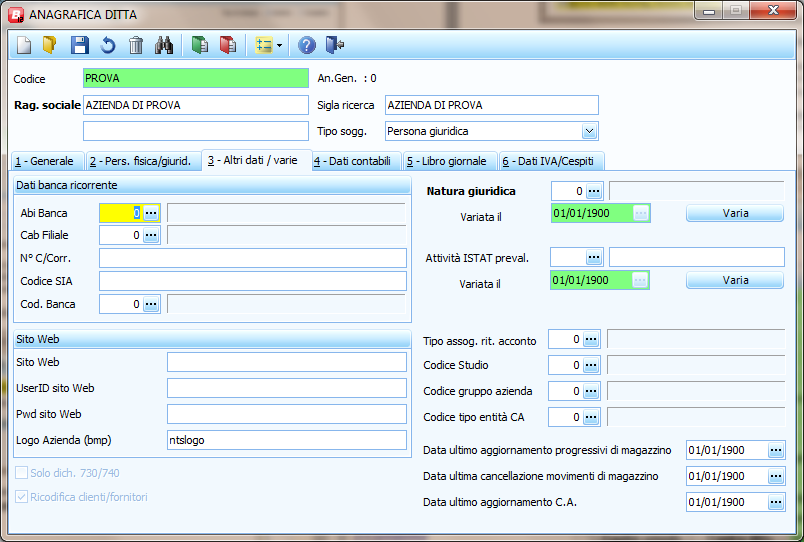 ANAGRAFICA DITTA
Codice PROVA An.Gen. : 0
Rag. sociale AZIENDA DI PROVA Sigla ricerca AZIENDA DI PROVA
Tipo sogg. Persona giuridica
1 - Generale 2 - Pers. fisica/giurid. 3 - Altri dati / varie 4 - Dati contabili 5 - Libro giornale 6 - Dati IVA/Cespiti
Dati banca ricorrente
Abi Banca 0 ...
Cab Filiale 0 ...
N° C/Corr.
Codice SIA
Cod. Banca 0 ...
Sito Web
Sito Web
UserID sito Web
Pwd sito Web
Logo Azienda (bmp) ntslogo
Solo dich. 730/740
Ricodifica clienti/fornitori
Natura giuridica 0 ...
Variata il 01/01/1900 ... Varia
Attività ISTAT preval. ...
Variata il 01/01/1900 ... Varia
Tipo assog. rit. acconto 0 ...
Codice Studio 0 ...
Codice gruppo azienda 0 ...
Codice tipo entità CA 0 ...
Data ultimo aggiornamento progressivi di magazzino 01/01/1900 ...
Data ultima cancellazione movimenti di magazzino 01/01/1900 ...
Data ultimo aggiornamento C.A. 01/01/1900 ...